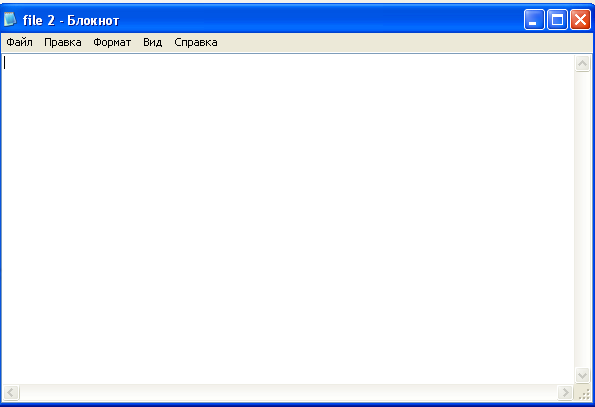 file 2 - Блокнот
Файл Правка Формат Вид Справка